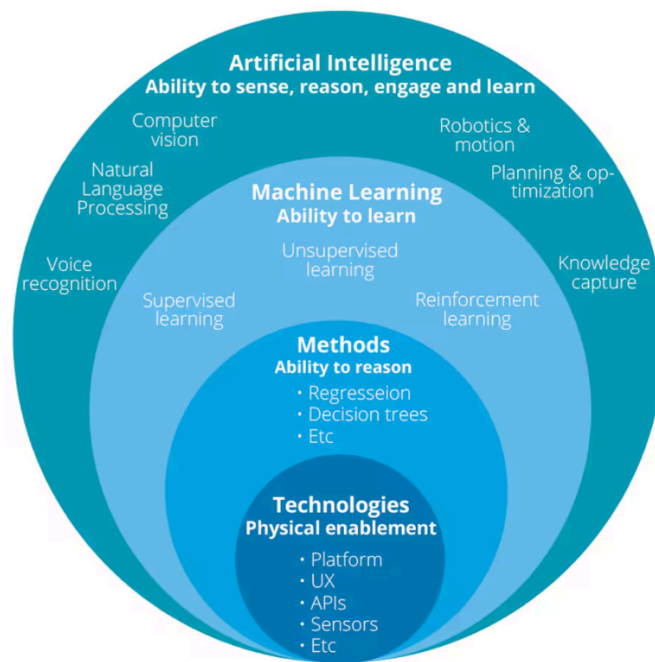 Artificial Intelligence
Ability to sense, reason, engage and learn
Computer
vision
Robotics &
motion
Natural
Language
Processing
Planning & op-
timization
Machine Learning
Ability to learn
Unsupervised
learning
Voice
recognition
Knowledge
capture
Supervised
learning
Reinforcement
learning
Methods
Ability to reason
• Regresseion
• Decision trees
• Etc
Technologies
Physical enablement
• Platform
• UX
• APIs
• Sensors
• Etc